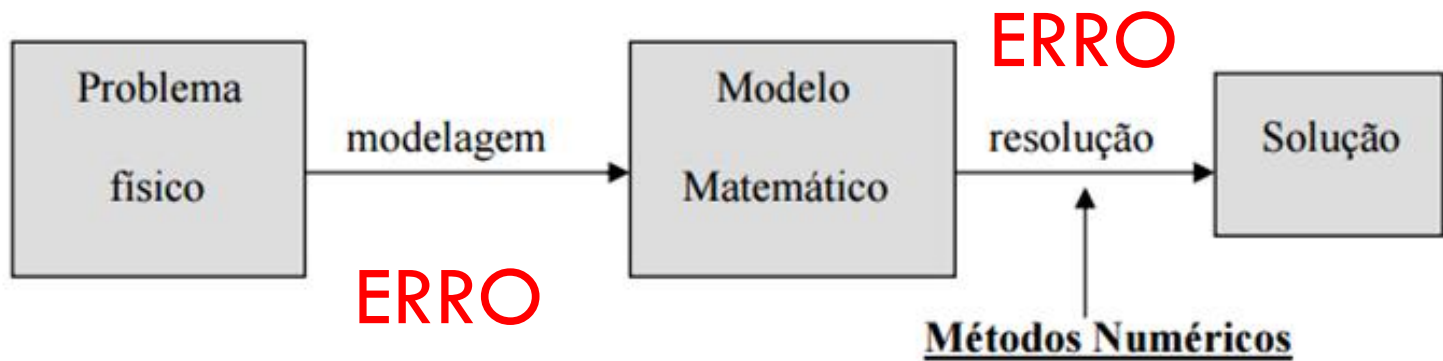 Problema
físico
modelagem
ERRO
Modelo
Matemático
ERRO
resolução
Métodos Numéricos
Solução